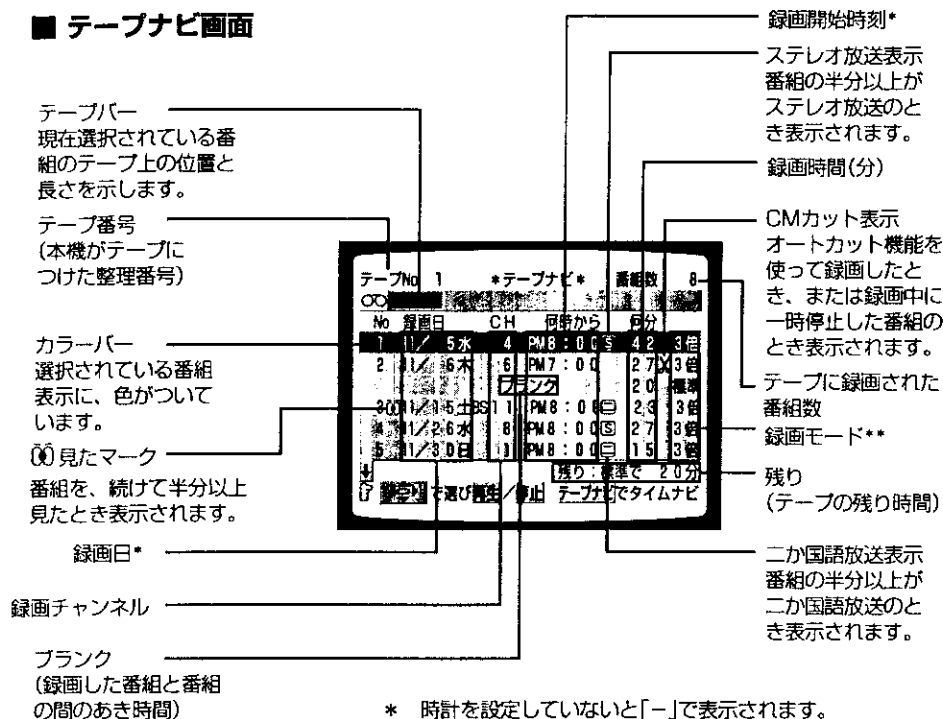 ■ テープナビ画面
テープバー
現在選択されている番
組のテープ上の位置と
長さを示します。
テープ番号
(本機がテープに
つけた整理番号)
カラーバー
選択されている番組
表示に、色がついて
います。
見たマーク
番組を、続けて半分以上
見たとき表示されます。
録画日*
録画チャンネル
ブランク
(録画した番組と番組
の間のあき時間)
テープNo 1 *テープナビ* 番組数 8
No 録画日 CH 何時から 何分
1 11/ 5水 4 PM8:00 S 42 3倍
2 11/ 6木 6 PM7:00 27X3倍
ブランク 20 標準
3 11/15土BS11 PM8:00 23 3倍
4 11/26水 8 PM8:00 S 27 3倍
5 11/30日 PM8:00 15 3倍
残り:標準で 20分
で選び再生/停止 テープナビでタイムナビ
録画開始時刻*
ステレオ放送表示
番組の半分以上が
ステレオ放送のと
き表示されます。
録画時間(分)
CMカット表示
オートカット機能を
使って録画したと
き、または録画中に
一時停止した番組の
とき表示されます。
テープに録画された
番組数
録画モード**
残り
(テープの残り時間)
二か国語放送表示
番組の半分以上が
二か国語放送のと
き表示されます。
* 時計を設定していないと「-」で表示されます。